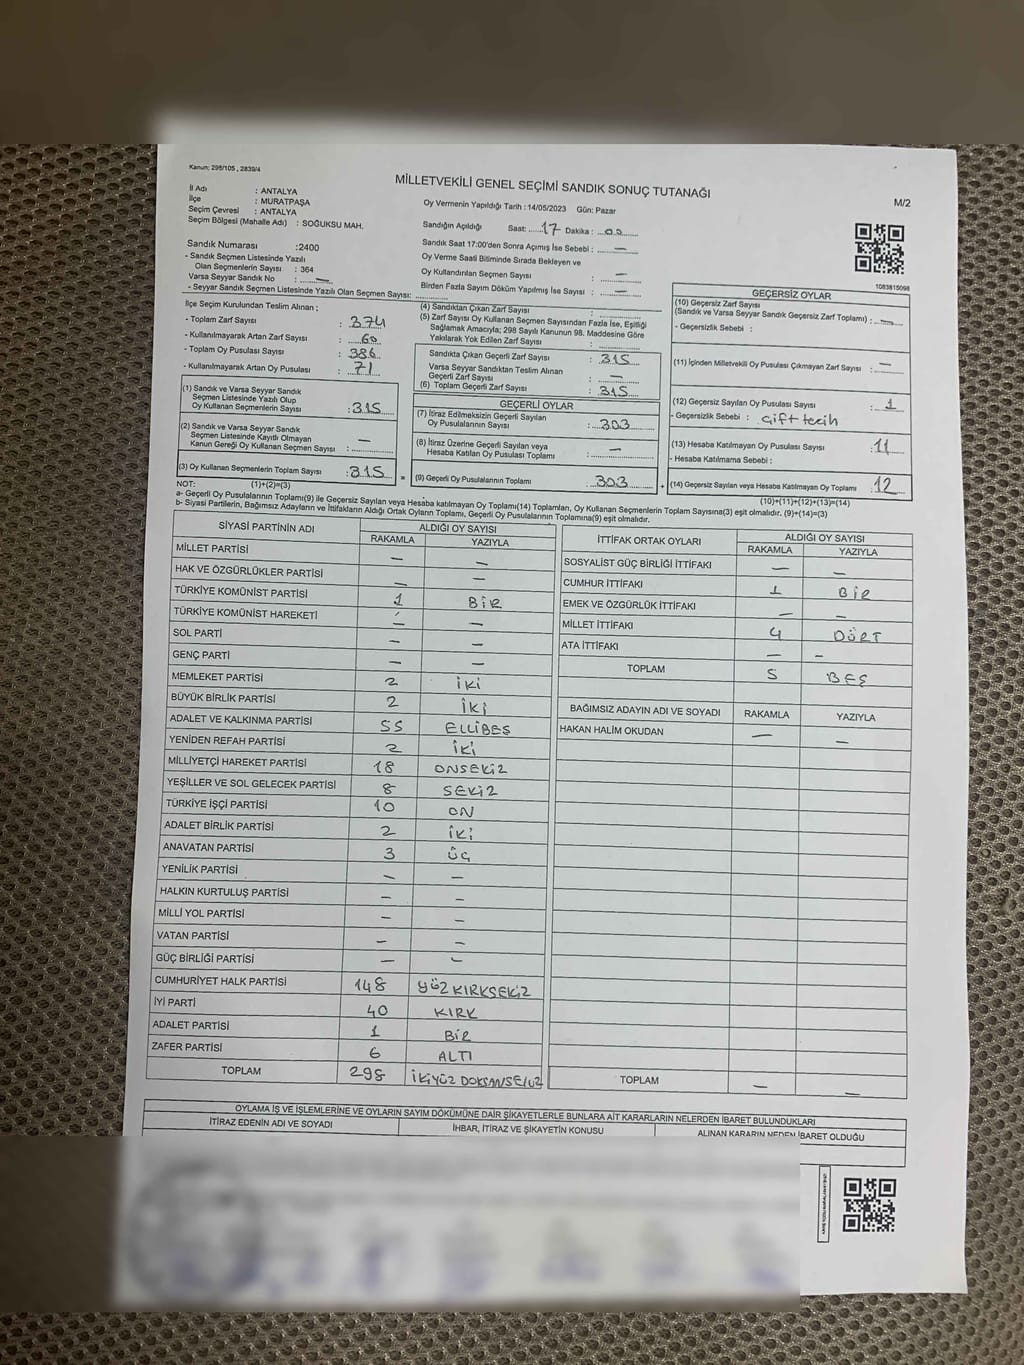 Kanun: 298/105 , 2839/4
MİLLETVEKİLİ GENEL SEÇİMİ SANDIK SONUÇ TUTANAĞI
M/2
İl Adı : ANTALYA
İlçe : MURATPAŞA
Seçim Çevresi : ANTALYA
Seçim Bölgesi (Mahalle Adı) : SOĞUKSU MAH.
Oy Vermenin Yapıldığı Tarih : 14/05/2023 Gün: Pazar
Sandığın Açıldığı Saat: 17 Dakika : 00
Sandık Saat 17:00'den Sonra Açılmış İse Sebebi : —
Oy Verme Saati Bitiminde Sırada Bekleyen ve
Oy Kullandırılan Seçmen Sayısı : —
Birden Fazla Sayım Döküm Yapılmış İse Sayısı : —
1083815098
Sandık Numarası :2400
- Sandık Seçmen Listesinde Yazılı
Olan Seçmenlerin Sayısı : 364
Varsa Seyyar Sandık No : —
- Seyyar Sandık Seçmen Listesinde Yazılı Olan Seçmen Sayısı:
İlçe Seçim Kurulundan Teslim Alınan :
- Toplam Zarf Sayısı : 374
- Kullanılmayarak Artan Zarf Sayısı : 60
- Toplam Oy Pusulası Sayısı : 386
- Kullanılmayarak Artan Oy Pusulası : 71
(1) Sandık ve Varsa Seyyar Sandık
Seçmen Listesinde Yazılı Olup
Oy Kullanan Seçmenlerin Sayısı :315
(2) Sandık ve Varsa Seyyar Sandık
Seçmen Listesinde Kayıtlı Olmayan
Kanun Gereği Oy Kullanan Seçmen Sayısı : —
(3) Oy Kullanan Seçmenlerin Toplam Sayısı :315
(4) Sandıktan Çıkan Zarf Sayısı :
(5) Zarf Sayısı Oy Kullanan Seçmen Sayısından Fazla İse, Eşitliği
Sağlamak Amacıyla; 298 Sayılı Kanunun 98. Maddesine Göre
Yakılarak Yok Edilen Zarf Sayısı :
Sandıkta Çıkan Geçerli Zarf Sayısı : 315
Varsa Seyyar Sandıktan Teslim Alınan
Geçerli Zarf Sayısı : —
(6) Toplam Geçerli Zarf Sayısı : 315
GEÇERLİ OYLAR
(7) İtiraz Edilmeksizin Geçerli Sayılan
Oy Pusulalarının Sayısı : 303
(8) İtiraz Üzerine Geçerli Sayılan veya
Hesaba Katılan Oy Pusulası Toplamı : —
= (9) Geçerli Oy Pusulalarının Toplamı : 303
GEÇERSİZ OYLAR
(10) Geçersiz Zarf Sayısı
(Sandık ve Varsa Seyyar Sandık Geçersiz Zarf Toplamı) : —
- Geçersizlik Sebebi :
(11) İçinden Milletvekili Oy Pusulası Çıkmayan Zarf Sayısı : —
(12) Geçersiz Sayılan Oy Pusulası Sayısı : 1
- Geçersizlik Sebebi : çift tecih
(13) Hesaba Katılmayan Oy Pusulası Sayısı : 11
- Hesaba Katılmama Sebebi :
+ (14) Geçersiz Sayılan veya Hesaba Katılmayan Oy Toplamı : 12
NOT: (1)+(2)=(3) (10)+(11)+(12)+(13)=(14)
a- Geçerli Oy Pusulalarının Toplamı(9) ile Geçersiz Sayılan veya Hesaba katılmayan Oy Toplamı(14) Toplamları, Oy Kullanan Seçmenlerin Toplam Sayısına(3) eşit olmalıdır. (9)+(14)=(3)
b- Siyasi Partilerin, Bağımsız Adayların ve İttifakların Aldığı Ortak Oyların Toplamı, Geçerli Oy Pusulalarının Toplamına(9) eşit olmalıdır.
SİYASİ PARTİNİN ADI ALDIĞI OY SAYISI
RAKAMLA YAZIYLA
MİLLET PARTİSİ — —
HAK VE ÖZGÜRLÜKLER PARTİSİ — —
TÜRKİYE KOMÜNİST PARTİSİ 1 BİR
TÜRKİYE KOMÜNİST HAREKETİ — —
SOL PARTİ — —
GENÇ PARTİ — —
MEMLEKET PARTİSİ 2 İKİ
BÜYÜK BİRLİK PARTİSİ 2 İKİ
ADALET VE KALKINMA PARTİSİ 55 ELLİBEŞ
YENİDEN REFAH PARTİSİ 2 İKİ
MİLLİYETÇİ HAREKET PARTİSİ 18 ONSEKİZ
YEŞİLLER VE SOL GELECEK PARTİSİ 8 SEKİZ
TÜRKİYE İŞÇİ PARTİSİ 10 ON
ADALET BİRLİK PARTİSİ 2 İKİ
ANAVATAN PARTİSİ 3 ÜÇ
YENİLİK PARTİSİ — —
HALKIN KURTULUŞ PARTİSİ — —
MİLLİ YOL PARTİSİ — —
VATAN PARTİSİ — —
GÜÇ BİRLİĞİ PARTİSİ — —
CUMHURİYET HALK PARTİSİ 148 YÜZ KIRKSEKİZ
İYİ PARTİ 40 KIRK
ADALET PARTİSİ 1 BİR
ZAFER PARTİSİ 6 ALTI
TOPLAM 298 İKİYÜZ DOKSANSEKİZ
İTTİFAK ORTAK OYLARI ALDIĞI OY SAYISI
RAKAMLA YAZIYLA
SOSYALİST GÜÇ BİRLİĞİ İTTİFAKI — —
CUMHUR İTTİFAKI 1 BİR
EMEK VE ÖZGÜRLÜK İTTİFAKI — —
MİLLET İTTİFAKI 4 DÖRT
ATA İTTİFAKI — —
TOPLAM 5 BEŞ
BAĞIMSIZ ADAYIN ADI VE SOYADI RAKAMLA YAZIYLA
HAKAN HALİM OKUDAN — —
TOPLAM — —
OYLAMA İŞ VE İŞLEMLERİNE VE OYLARIN SAYIM DÖKÜMÜNE DAİR ŞİKAYETLERLE BUNLARA AİT KARARLARIN NELERDEN İBARET BULUNDUKLARI
İTİRAZ EDENİN ADI VE SOYADI İHBAR, İTİRAZ VE ŞİKAYETİN KONUSU ALINAN KARARIN NEDEN İBARET OLDUĞU